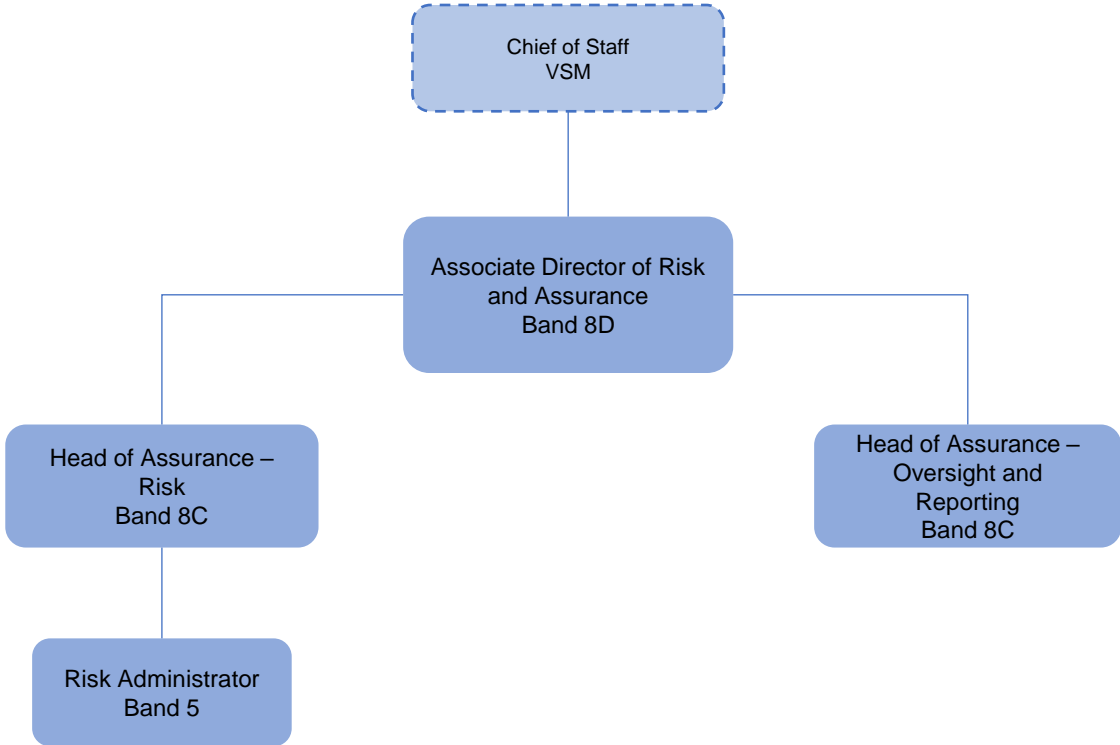 Chief of Staff
VSM
Associate Director of Risk
and Assurance
Band 8D
Head of Assurance –
Risk
Band 8C
Head of Assurance –
Oversight and
Reporting
Band 8C
Risk Administrator
Band 5